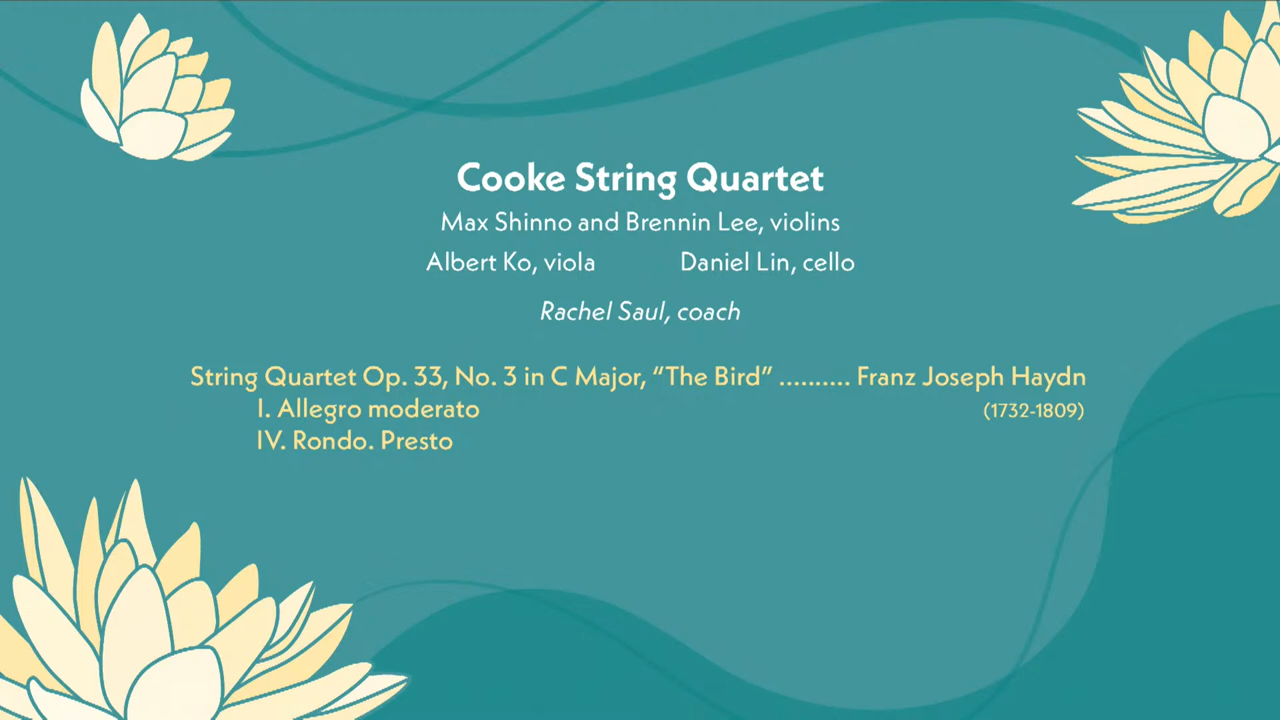 Cooke String Quartet
Max Shinno and Brennin Lee, violins
Albert Ko, viola Daniel Lin, cello
Rachel Saul, coach
String Quartet Op. 33, No. 3 in C Major, “The Bird” .......... Franz Joseph Haydn
I. Allegro moderato (1732-1809)
IV. Rondo. Presto